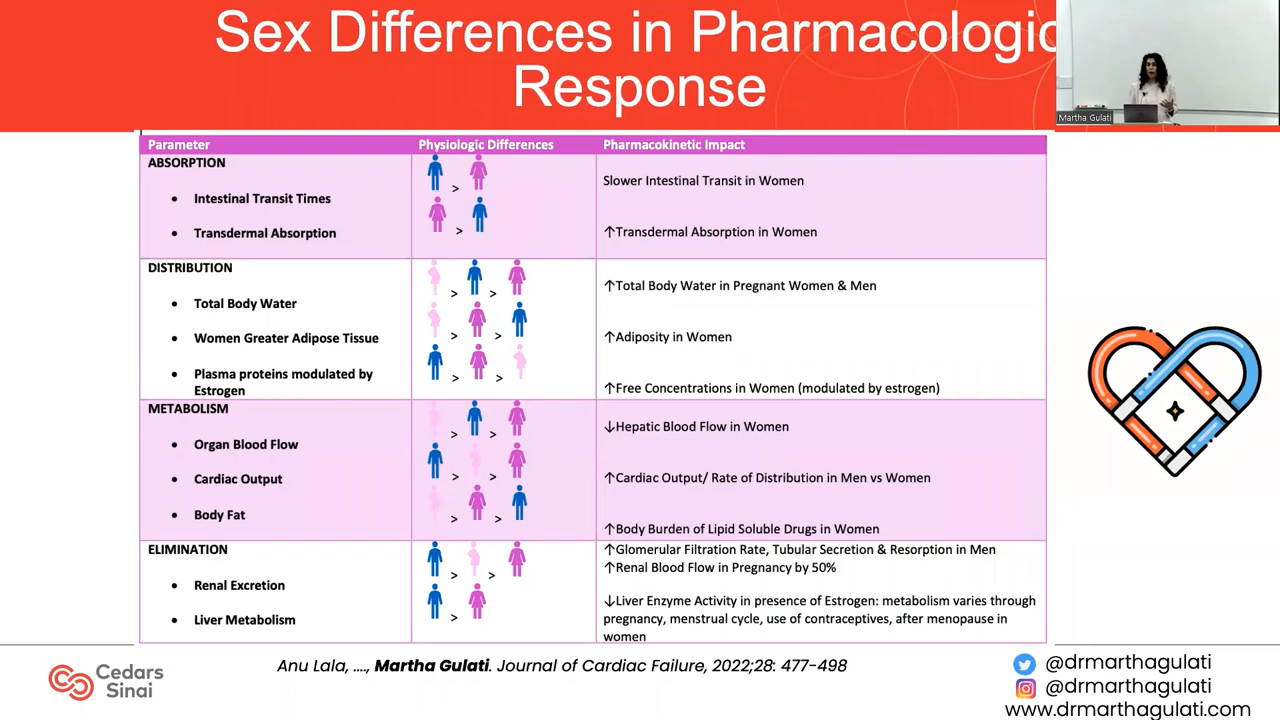 Sex Differences in Pharmacologic
Response
Martha Gulati
Parameter
Physiologic Differences
Pharmacokinetic Impact
ABSORPTION
• Intestinal Transit Times
>
Slower Intestinal Transit in Women
• Transdermal Absorption
>
↑Transdermal Absorption in Women
DISTRIBUTION
• Total Body Water
> >
↑Total Body Water in Pregnant Women & Men
• Women Greater Adipose Tissue
> >
↑Adiposity in Women
• Plasma proteins modulated by
Estrogen
> >
↑Free Concentrations in Women (modulated by estrogen)
METABOLISM
• Organ Blood Flow
> >
↓Hepatic Blood Flow in Women
• Cardiac Output
> >
↑Cardiac Output/ Rate of Distribution in Men vs Women
• Body Fat
> >
↑Body Burden of Lipid Soluble Drugs in Women
ELIMINATION
• Renal Excretion
> >
↑Glomerular Filtration Rate, Tubular Secretion & Resorption in Men
↑Renal Blood Flow in Pregnancy by 50%
• Liver Metabolism
>
↓Liver Enzyme Activity in presence of Estrogen: metabolism varies through
pregnancy, menstrual cycle, use of contraceptives, after menopause in
women
Cedars
Sinai
Anu Lala, ...., Martha Gulati. Journal of Cardiac Failure, 2022;28: 477-498
@drmarthagulati
@drmarthagulati
www.drmarthagulati.com